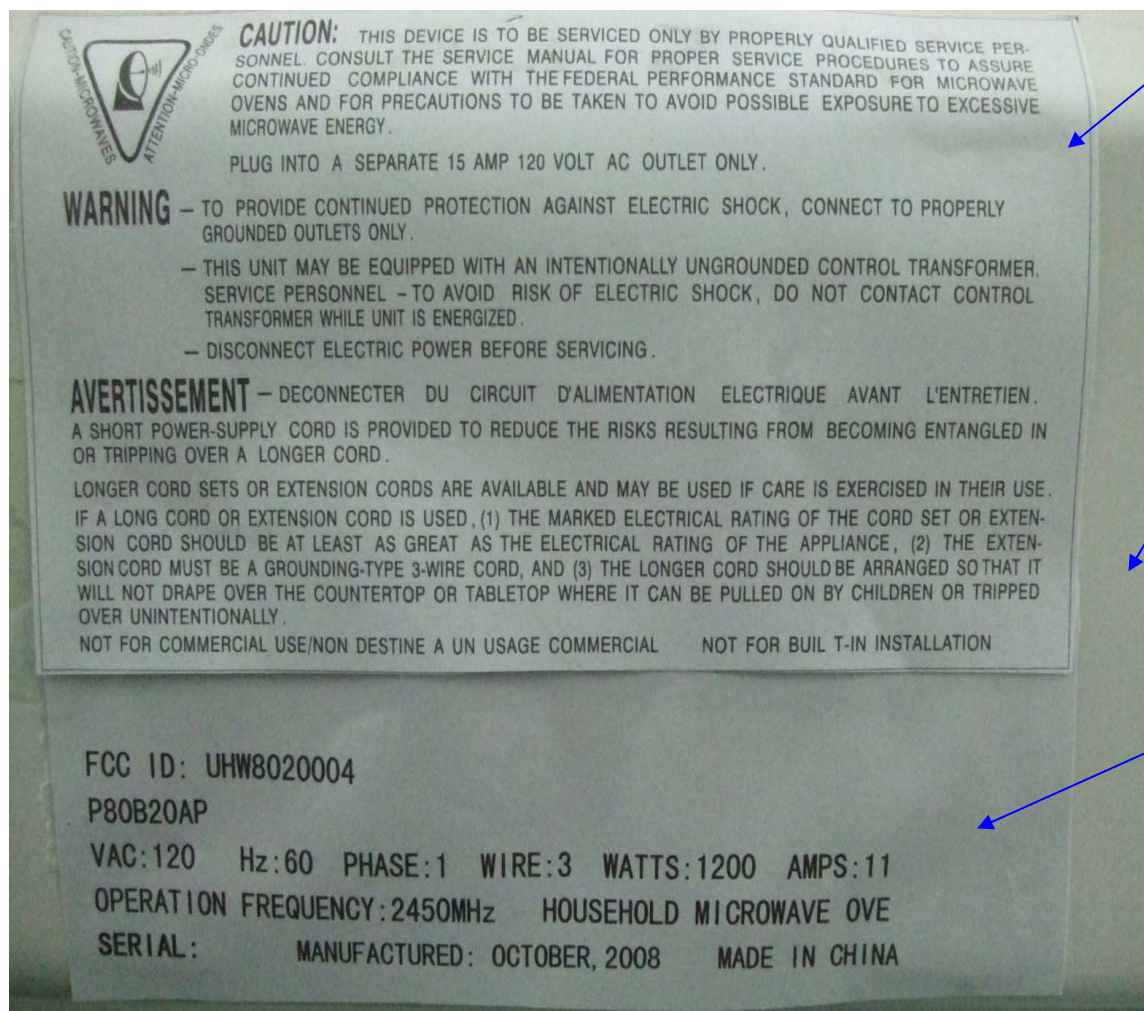 CAUTION-MICROWAVES
ATTENTION-MICRO-ONDES
CAUTION: THIS DEVICE IS TO BE SERVICED ONLY BY PROPERLY QUALIFIED SERVICE PER-
SONNEL. CONSULT THE SERVICE MANUAL FOR PROPER SERVICE PROCEDURES TO ASSURE
CONTINUED COMPLIANCE WITH THE FEDERAL PERFORMANCE STANDARD FOR MICROWAVE
OVENS AND FOR PRECAUTIONS TO BE TAKEN TO AVOID POSSIBLE EXPOSURE TO EXCESSIVE
MICROWAVE ENERGY.
PLUG INTO A SEPARATE 15 AMP 120 VOLT AC OUTLET ONLY.
WARNING – TO PROVIDE CONTINUED PROTECTION AGAINST ELECTRIC SHOCK, CONNECT TO PROPERLY
GROUNDED OUTLETS ONLY.
– THIS UNIT MAY BE EQUIPPED WITH AN INTENTIONALLY UNGROUNDED CONTROL TRANSFORMER.
SERVICE PERSONNEL – TO AVOID RISK OF ELECTRIC SHOCK, DO NOT CONTACT CONTROL
TRANSFORMER WHILE UNIT IS ENERGIZED.
– DISCONNECT ELECTRIC POWER BEFORE SERVICING.
AVERTISSEMENT – DECONNECTER DU CIRCUIT D'ALIMENTATION ELECTRIQUE AVANT L'ENTRETIEN.
A SHORT POWER-SUPPLY CORD IS PROVIDED TO REDUCE THE RISKS RESULTING FROM BECOMING ENTANGLED IN
OR TRIPPING OVER A LONGER CORD.
LONGER CORD SETS OR EXTENSION CORDS ARE AVAILABLE AND MAY BE USED IF CARE IS EXERCISED IN THEIR USE.
IF A LONG CORD OR EXTENSION CORD IS USED, (1) THE MARKED ELECTRICAL RATING OF THE CORD SET OR EXTEN-
SION CORD SHOULD BE AT LEAST AS GREAT AS THE ELECTRICAL RATING OF THE APPLIANCE, (2) THE EXTEN-
SION CORD MUST BE A GROUNDING-TYPE 3-WIRE CORD, AND (3) THE LONGER CORD SHOULD BE ARRANGED SO THAT IT
WILL NOT DRAPE OVER THE COUNTERTOP OR TABLETOP WHERE IT CAN BE PULLED ON BY CHILDREN OR TRIPPED
OVER UNINTENTIONALLY.
NOT FOR COMMERCIAL USE/NON DESTINE A UN USAGE COMMERCIAL NOT FOR BUIL T-IN INSTALLATION
FCC ID: UHW8020004
P80B20AP
VAC:120 Hz:60 PHASE:1 WIRE:3 WATTS:1200 AMPS:11
OPERATION FREQUENCY:2450MHz HOUSEHOLD MICROWAVE OVE
SERIAL: MANUFACTURED: OCTOBER, 2008 MADE IN CHINA